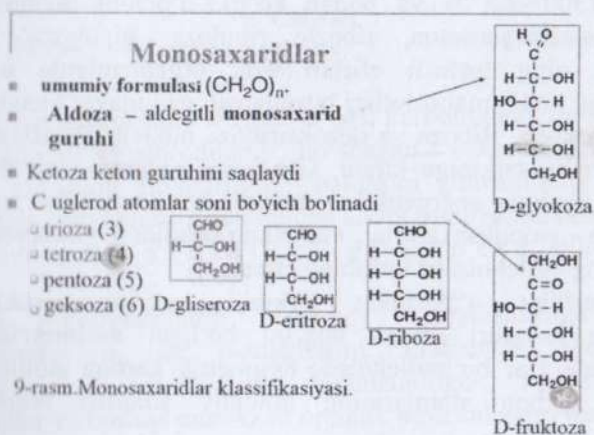 Monosaxaridlar
▪ umumiy formulasi (CH₂O)ₙ.
▪ Aldoza – aldegitli monosaxarid
guruhi
▪ Ketoza keton guruhini saqlaydi
▪ C uglerod atomlar soni bo'yich bo'linadi
▫ trioza (3)
▫ tetroza (4)
▫ pentoza (5)
▫ geksoza (6)
CHO
H–C–OH
CH₂OH
D-gliseroza
CHO
H–C–OH
H–C–OH
CH₂OH
D-eritroza
CHO
H–C–OH
H–C–OH
H–C–OH
CH₂OH
D-riboza
H O
C
H–C–OH
HO–C–H
H–C–OH
H–C–OH
CH₂OH
D-glyokoza
CH₂OH
C=O
HO–C–H
H–C–OH
H–C–OH
CH₂OH
D-fruktoza
9-rasm.Monosaxaridlar klassifikasiyasi.